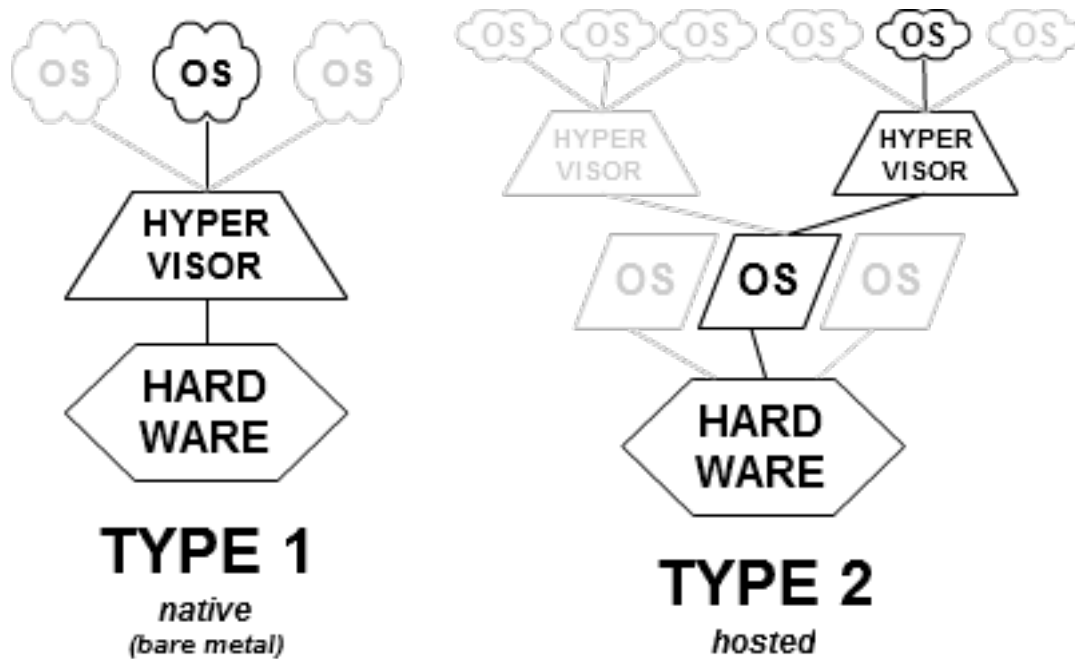 OS OS OS
HYPER
VISOR
HARD
WARE
TYPE 1
native
(bare metal)
OS OS OS OS OS OS
HYPER
VISOR
HYPER
VISOR
OS OS OS
HARD
WARE
TYPE 2
hosted